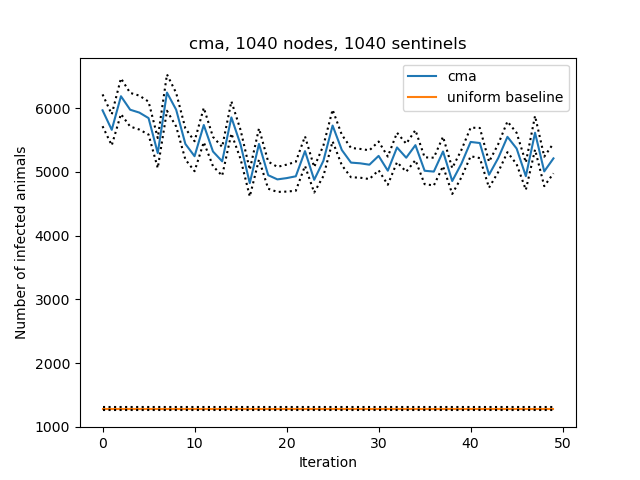 cma, 1040 nodes, 1040 sentinels
cma
uniform baseline
Number of infected animals
6000
5000
4000
3000
2000
1000
0 10 20 30 40 50
Iteration